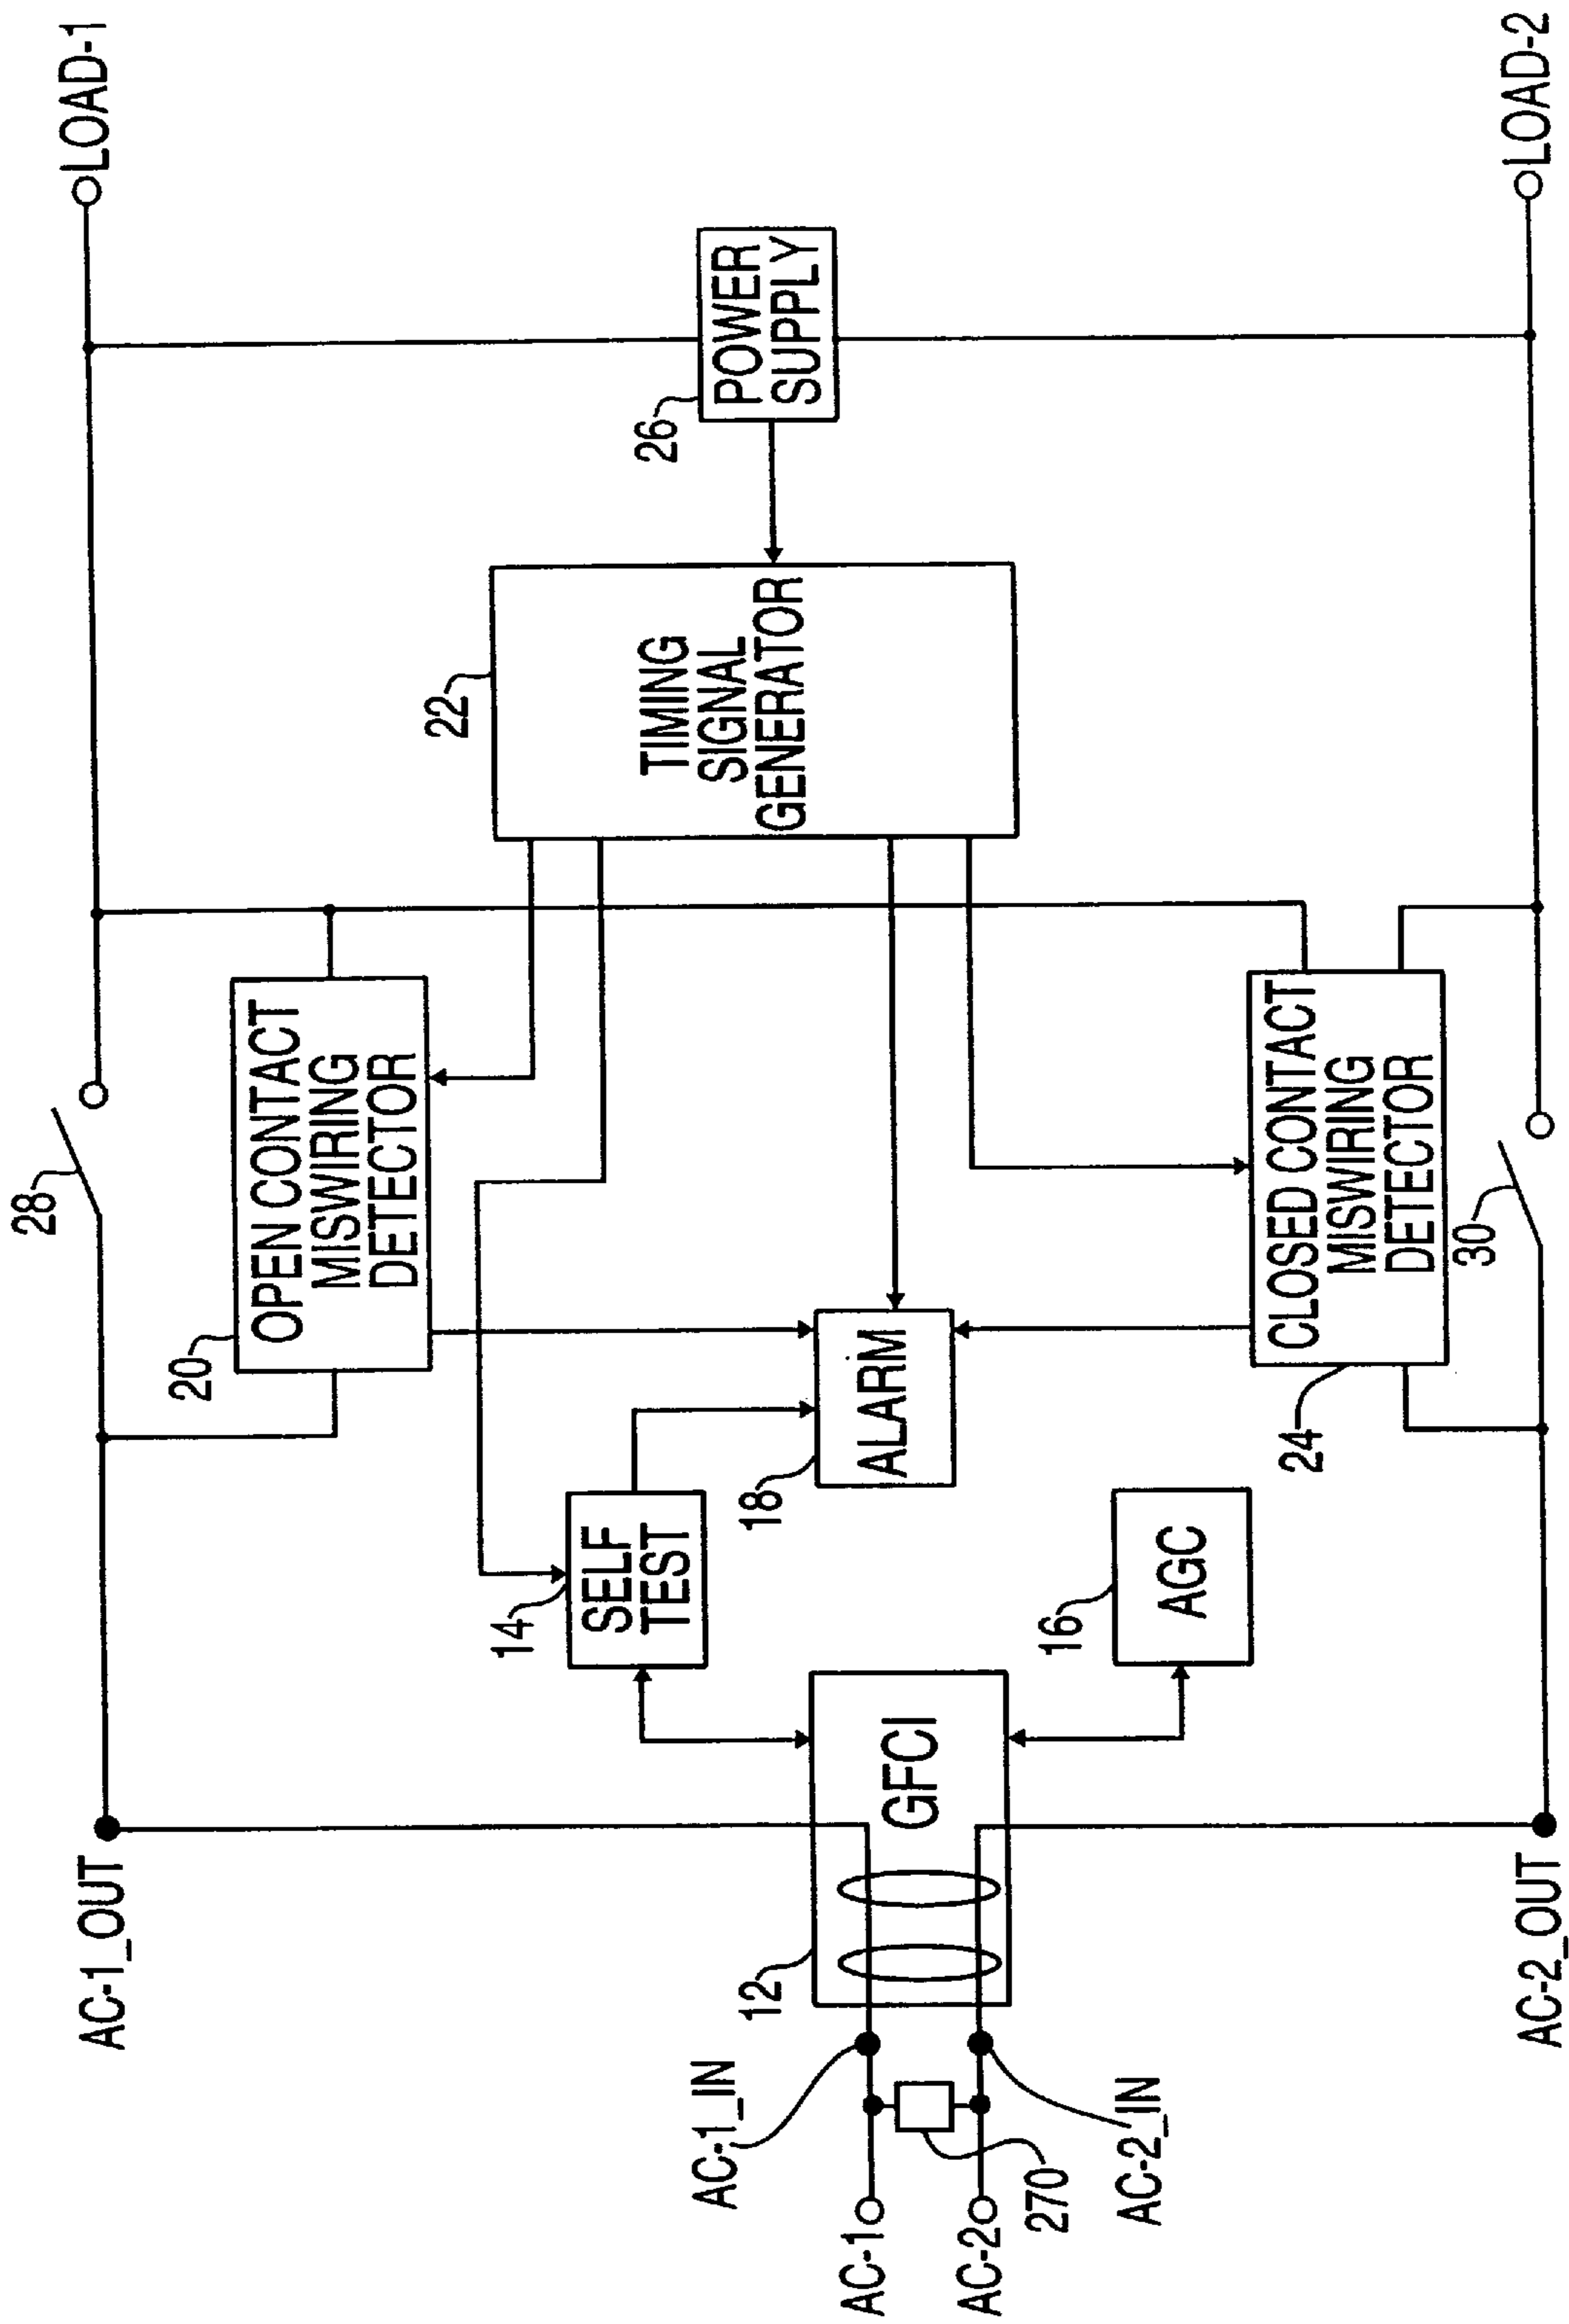 AC-1_OUT
28
LOAD-1
20
OPEN CONTACT
MISWIRING
DETECTOR
22
TIMING
SIGNAL
GENERATOR
26
POWER
SUPPLY
14
SELF
TEST
18
ALARM
AC-1_IN
12
GFCI
AC-1
AC-2
270
AC-2_IN
16
AGC
24
CLOSED CONTACT
MISWIRING
DETECTOR
30
AC-2_OUT
LOAD-2